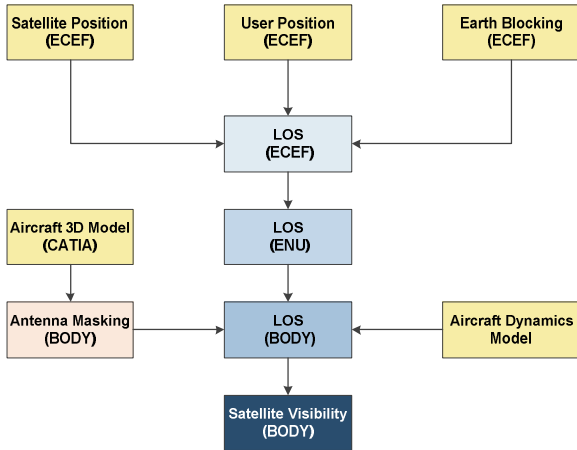 Satellite Position
(ECEF)
User Position
(ECEF)
Earth Blocking
(ECEF)
LOS
(ECEF)
Aircraft 3D Model
(CATIA)
LOS
(ENU)
Antenna Masking
(BODY)
LOS
(BODY)
Aircraft Dynamics
Model
Satellite Visibility
(BODY)